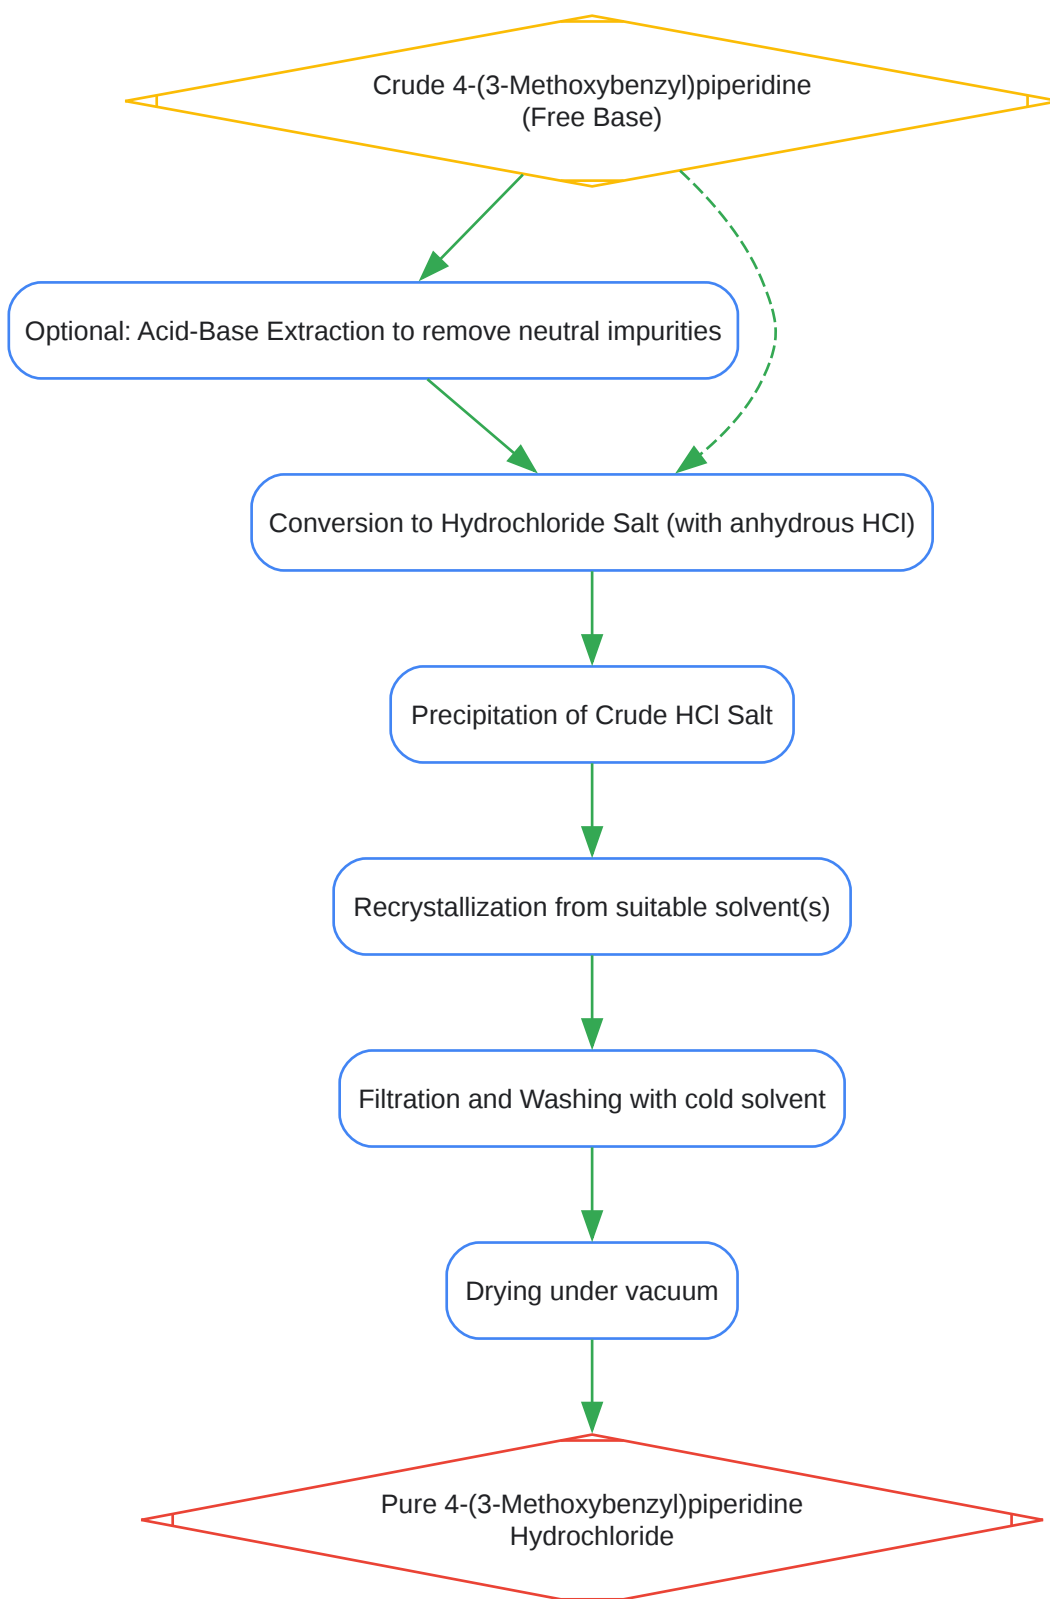 Crude 4-(3-Methoxybenzyl)piperidine
(Free Base)
Optional: Acid-Base Extraction to remove neutral impurities
Conversion to Hydrochloride Salt (with anhydrous HCl)
Precipitation of Crude HCl Salt
Recrystallization from suitable solvent(s)
Filtration and Washing with cold solvent
Drying under vacuum
Pure 4-(3-Methoxybenzyl)piperidine
Hydrochloride